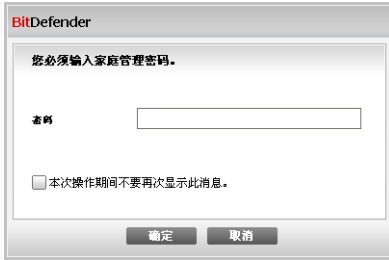 BitDefender
您必须输入家庭管理密码。
密码
本次操作期间不要再次显示此消息。
确定
取消